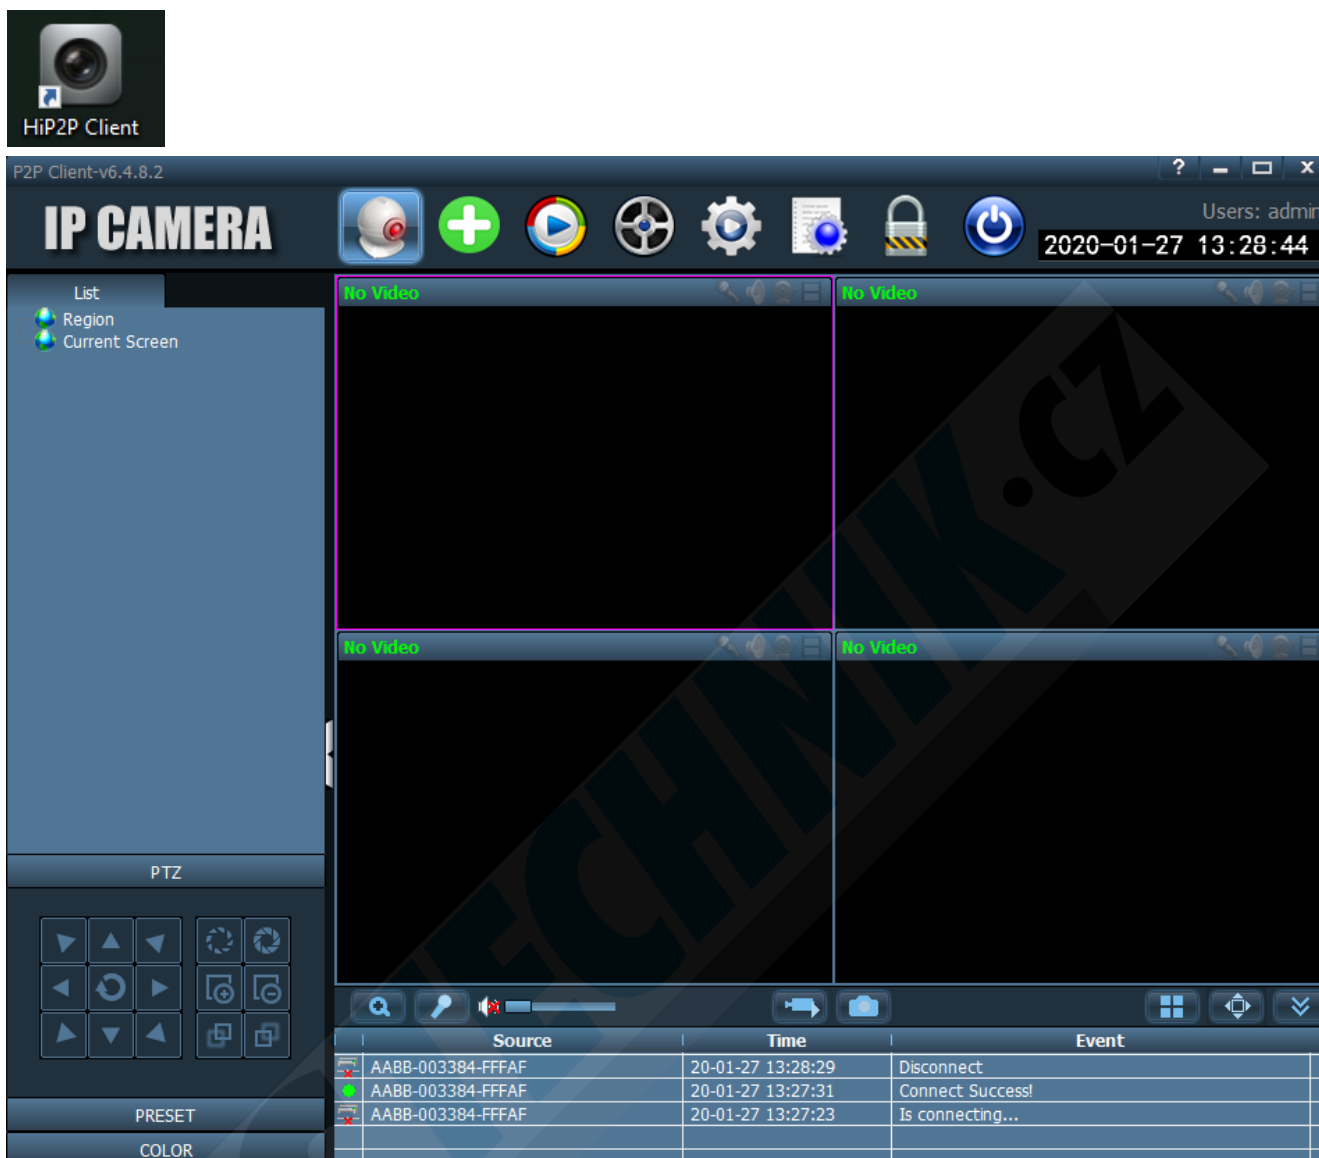 HiP2P Client
P2P Client-v6.4.8.2
?
IP CAMERA
Users: admin
2020-01-27 13:28:44
List
Region
Current Screen
No Video
No Video
No Video
No Video
PTZ
PRESET
COLOR
Source Time Event
AABB-003384-FFFAF 20-01-27 13:28:29 Disconnect
AABB-003384-FFFAF 20-01-27 13:27:31 Connect Success!
AABB-003384-FFFAF 20-01-27 13:27:23 Is connecting...